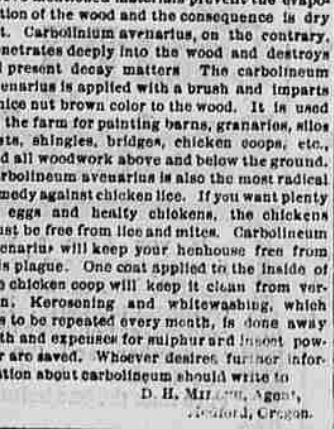 tion of the wood and the consequence is dry
t. Carbolinium avenarius, on the contrary,
netrates deeply into the wood and destroys
l present decay matters The carbolineum
enarius is applied with a brush and imparts
nice nut brown color to the wood. It is used
the farm for painting barns, granaries, silos
sts, shingles, bridges, chicken coops, etc.,
d all woodwork above and below the ground.
rbolineum avenarius is also the most radical
medy against chicken lice. If you want plenty
eggs and healty chickens, the chickens
ust be free from lice and mites. Carbolineum
enarius will keep your henhouse free from
is plague. One coat applied to the inside of
e chicken coop will keep it clean from ver-
n. Kerosening and whitewashing, which
s to be repeated every month, is done away
th and expenses for sulphur and insect pow-
r are saved. Whoever desires further infor-
ation about carbolineum should write to
D. H. Agent,
Medford, Oregon.